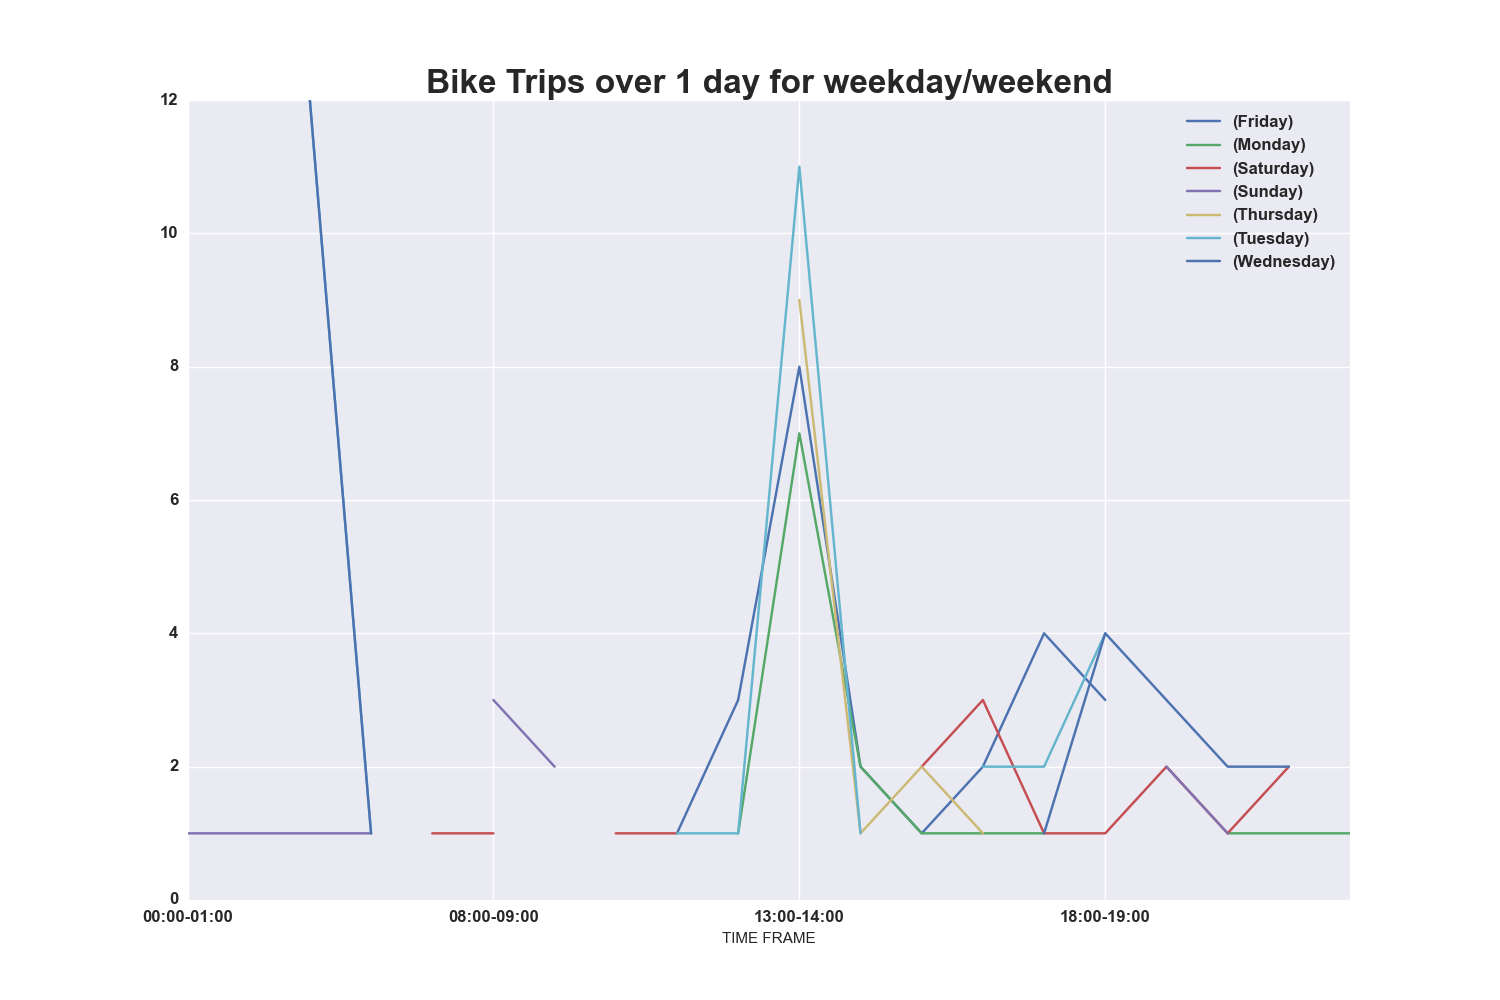 Bike Trips over 1 day for weekday/weekend
12
10
8
6
4
2
0
(Friday)
(Monday)
(Saturday)
(Sunday)
(Thursday)
(Tuesday)
(Wednesday)
00:00-01:00 08:00-09:00 13:00-14:00 18:00-19:00
TIME FRAME